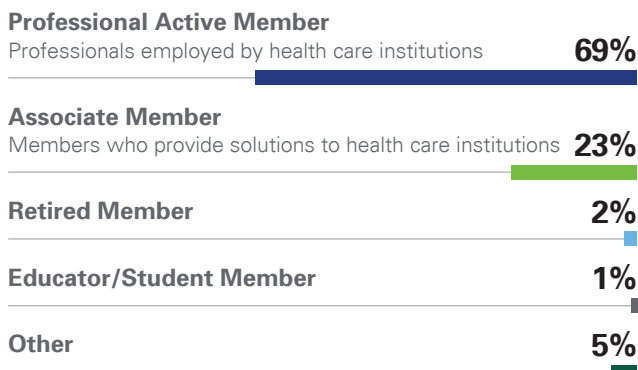 Professional Active Member
Professionals employed by health care institutions 69%
Associate Member
Members who provide solutions to health care institutions 23%
Retired Member 2%
Educator/Student Member 1%
Other 5%